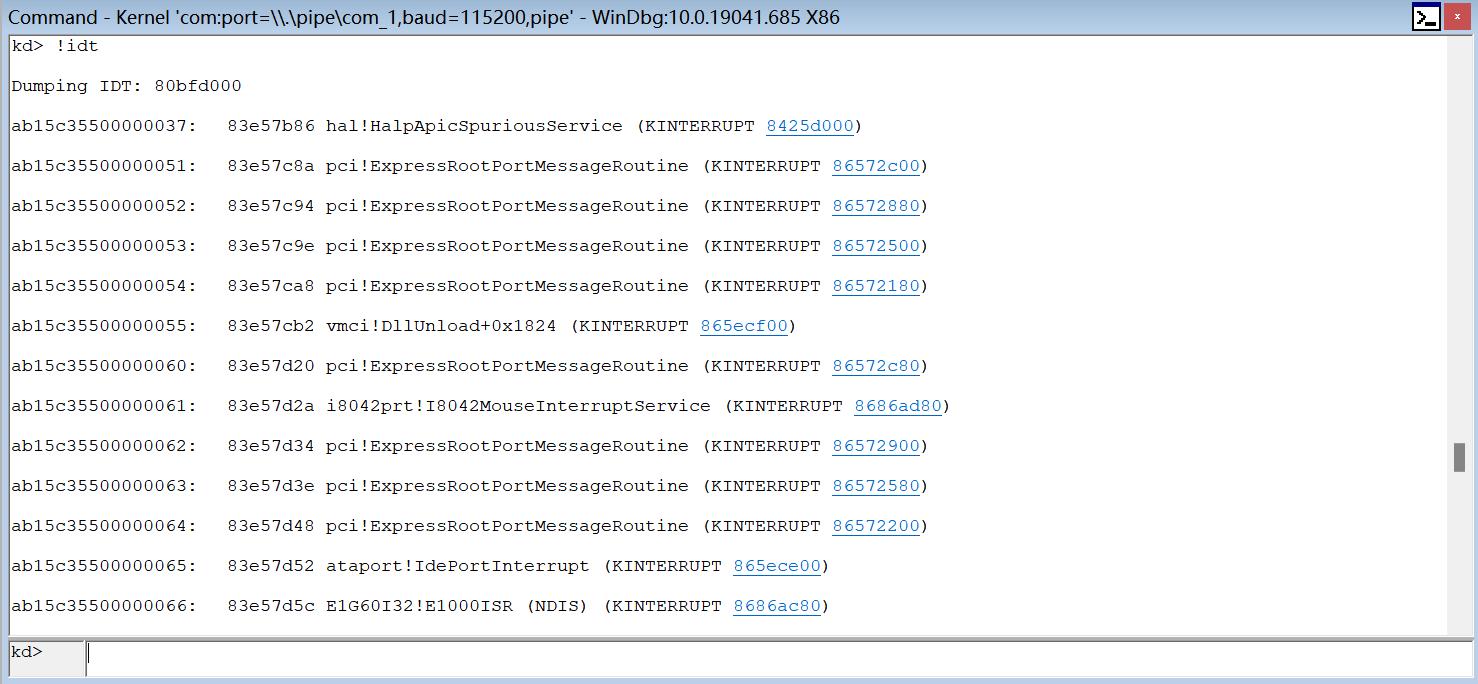 Command - Kernel 'com:port=\\.\pipe\com_1,baud=115200,pipe' - WinDbg:10.0.19041.685 X86
kd> !idt
Dumping IDT: 80bfd000
ab15c35500000037: 83e57b86 hal!HalpApicSpuriousService (KINTERRUPT 8425d000)
ab15c35500000051: 83e57c8a pci!ExpressRootPortMessageRoutine (KINTERRUPT 86572c00)
ab15c35500000052: 83e57c94 pci!ExpressRootPortMessageRoutine (KINTERRUPT 86572880)
ab15c35500000053: 83e57c9e pci!ExpressRootPortMessageRoutine (KINTERRUPT 86572500)
ab15c35500000054: 83e57ca8 pci!ExpressRootPortMessageRoutine (KINTERRUPT 86572180)
ab15c35500000055: 83e57cb2 vmci!DllUnload+0x1824 (KINTERRUPT 865ecf00)
ab15c35500000060: 83e57d20 pci!ExpressRootPortMessageRoutine (KINTERRUPT 86572c80)
ab15c35500000061: 83e57d2a i8042prt!I8042MouseInterruptService (KINTERRUPT 8686ad80)
ab15c35500000062: 83e57d34 pci!ExpressRootPortMessageRoutine (KINTERRUPT 86572900)
ab15c35500000063: 83e57d3e pci!ExpressRootPortMessageRoutine (KINTERRUPT 86572580)
ab15c35500000064: 83e57d48 pci!ExpressRootPortMessageRoutine (KINTERRUPT 86572200)
ab15c35500000065: 83e57d52 ataport!IdePortInterrupt (KINTERRUPT 865ece00)
ab15c35500000066: 83e57d5c E1G60I32!E1000ISR (NDIS) (KINTERRUPT 8686ac80)
kd>